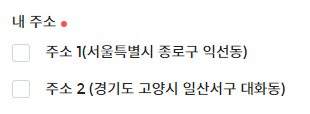 내 주소
주소 1(서울특별시 종로구 익선동)
주소 2 (경기도 고양시 일산서구 대화동)